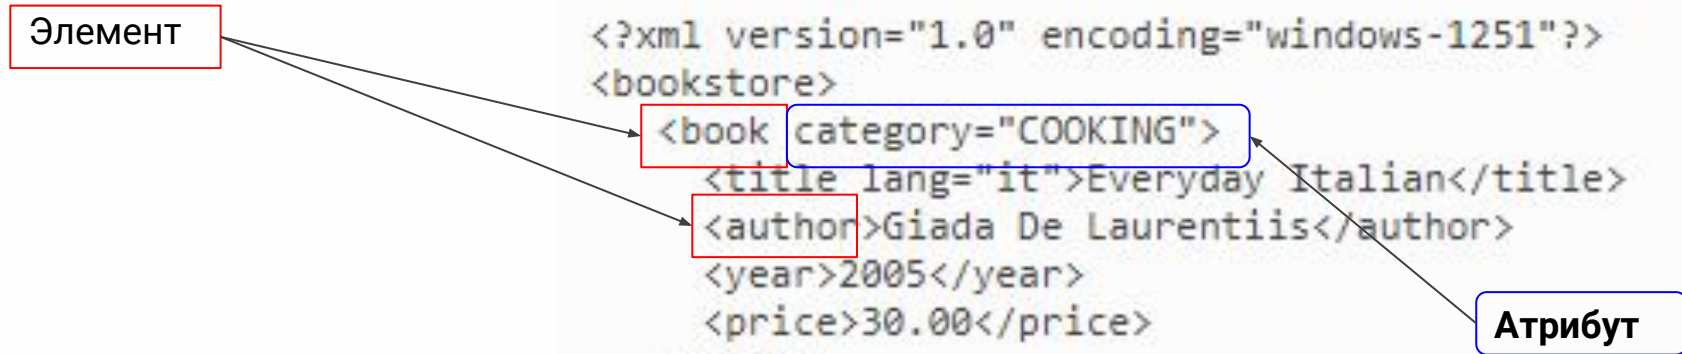 Элемент
<?xml version="1.0" encoding="windows-1251"?>
<bookstore>
<book category="COOKING">
<title lang="it">Everyday Italian</title>
<author>Giada De Laurentiis</author>
<year>2005</year>
<price>30.00</price>
Атрибут